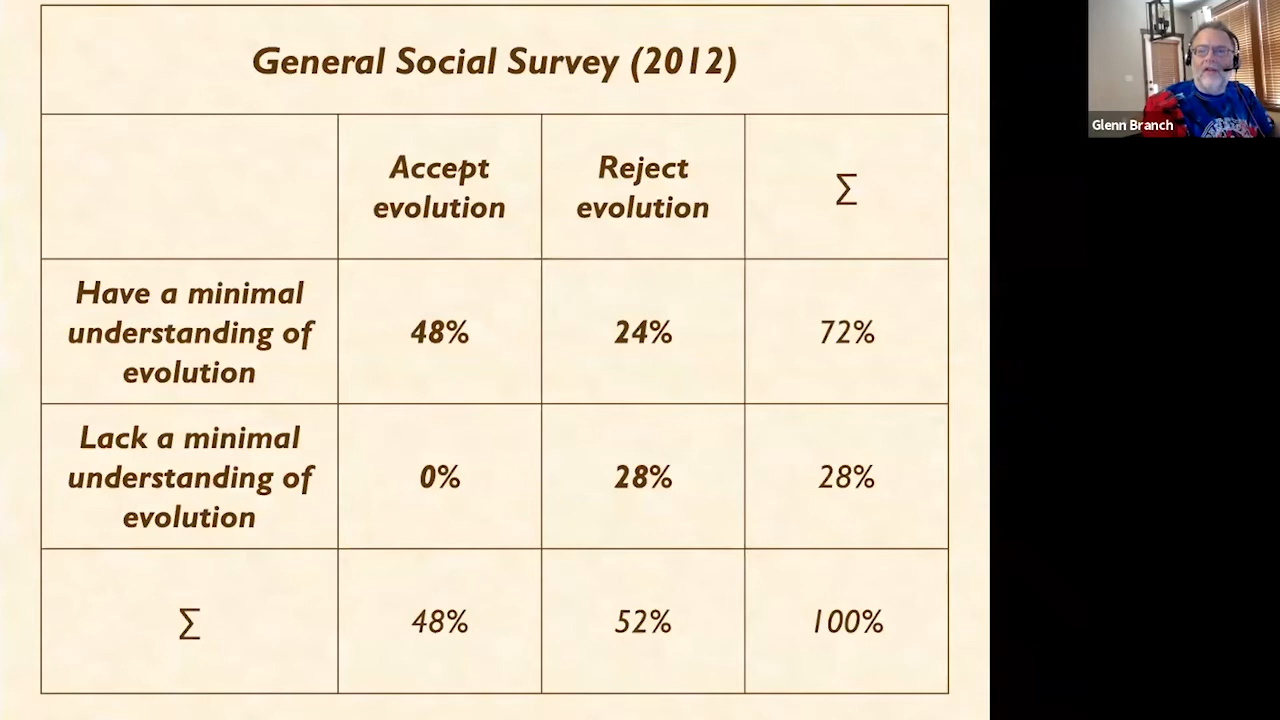 General Social Survey (2012)
Accept
evolution
Reject
evolution
∑
Have a minimal
understanding of
evolution
48%
24%
72%
Lack a minimal
understanding of
evolution
0%
28%
28%
∑
48%
52%
100%
Glenn Branch